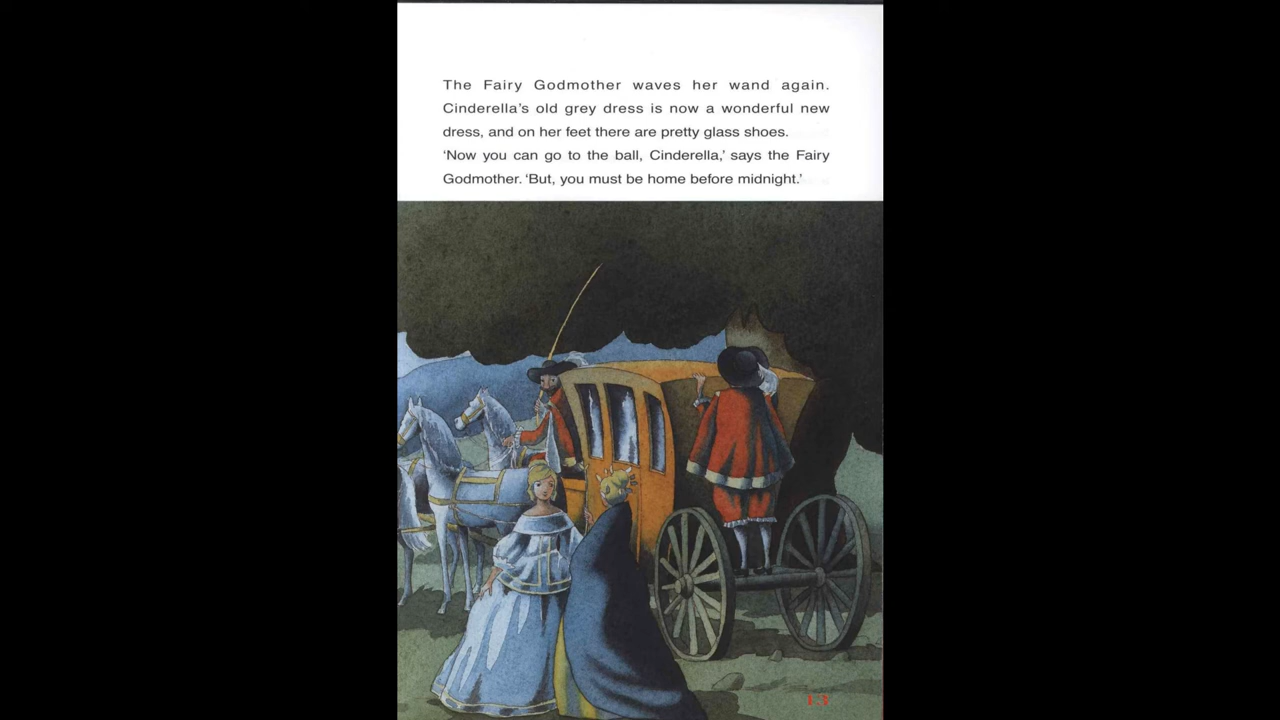 The Fairy Godmother waves her wand again.
Cinderella's old grey dress is now a wonderful new
dress, and on her feet there are pretty glass shoes.
‘Now you can go to the ball, Cinderella,’ says the Fairy
Godmother. ‘But, you must be home before midnight.’
13